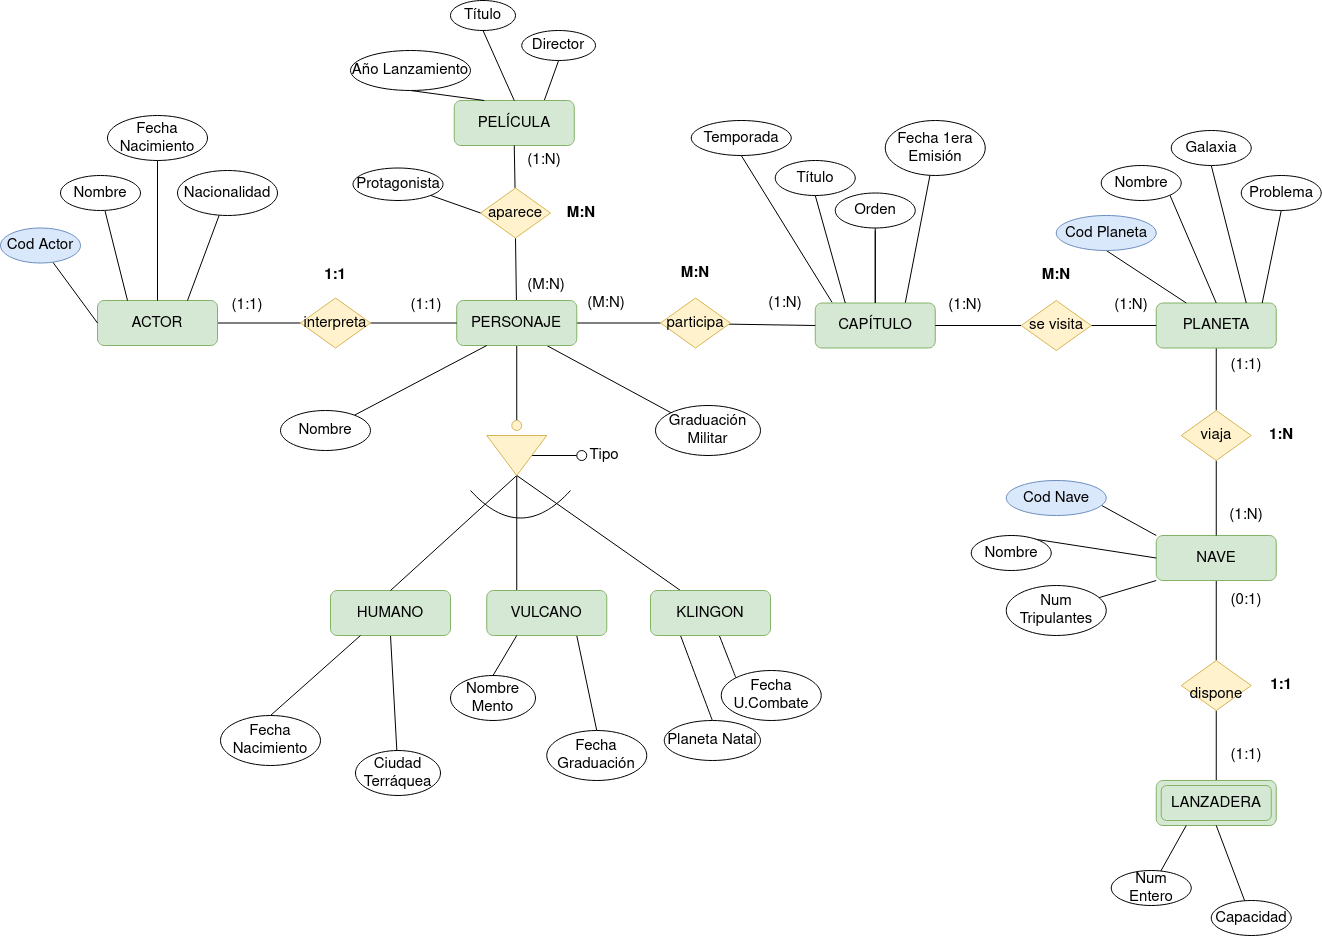 Título
Director
Año Lanzamiento
PELÍCULA
(1:N)
Protagonista
aparece
M:N
(M:N)
Fecha
Nacimiento
Nombre
Nacionalidad
Cod Actor
ACTOR
(1:1)
1:1
interpreta
(1:1)
PERSONAJE
(M:N)
M:N
participa
(1:N)
Temporada
Título
Orden
Fecha 1era
Emisión
CAPÍTULO
(1:N)
M:N
se visita
(1:N)
Galaxia
Nombre
Problema
Cod Planeta
PLANETA
(1:1)
viaja
1:N
(1:N)
Cod Nave
Nombre
Num
Tripulantes
NAVE
(0:1)
dispone
1:1
(1:1)
LANZADERA
Num
Entero
Capacidad
Nombre
Graduación
Militar
Tipo
HUMANO
VULCANO
KLINGON
Fecha
Nacimiento
Ciudad
Terráquea
Nombre
Mento
Fecha
Graduación
Planeta Natal
Fecha
U.Combate